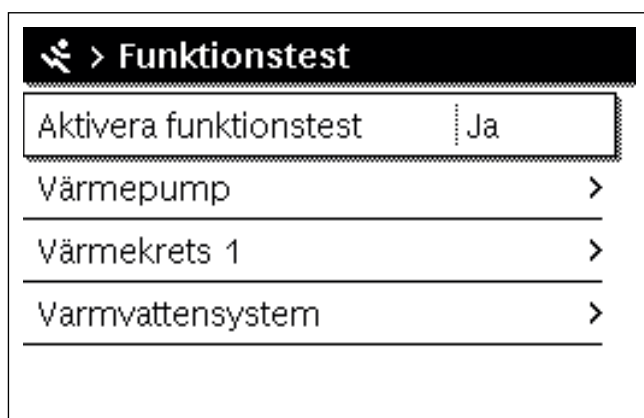 > Funktionstest
Aktivera funktionstest Ja
Värmepump >
Värmekrets 1 >
Varmvattensystem >